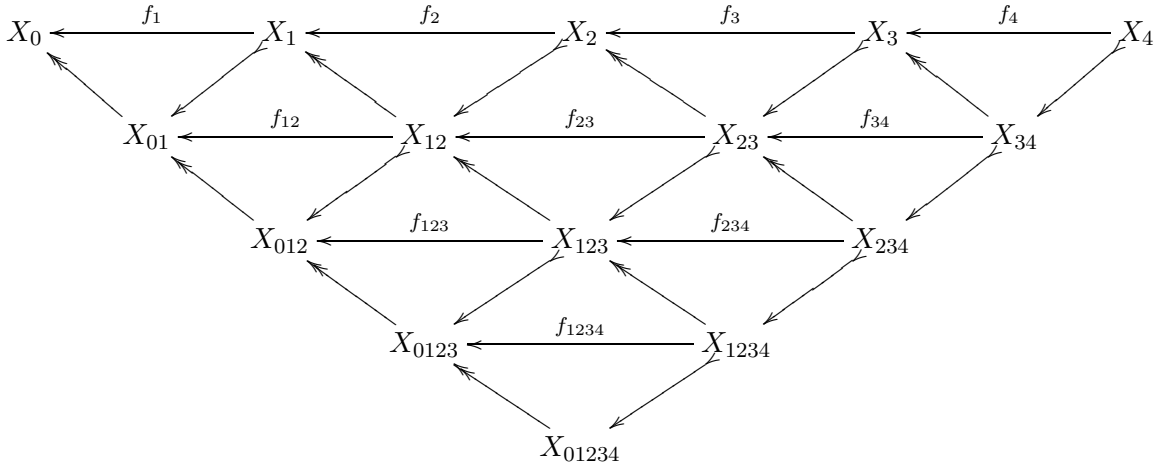 f₁ f₂ f₃ f₄
X₀ X₁ X₂ X₃ X₄
f₁₂ f₂₃ f₃₄
X₀₁ X₁₂ X₂₃ X₃₄
f₁₂₃ f₂₃₄
X₀₁₂ X₁₂₃ X₂₃₄
f₁₂₃₄
X₀₁₂₃ X₁₂₃₄
X₀₁₂₃₄